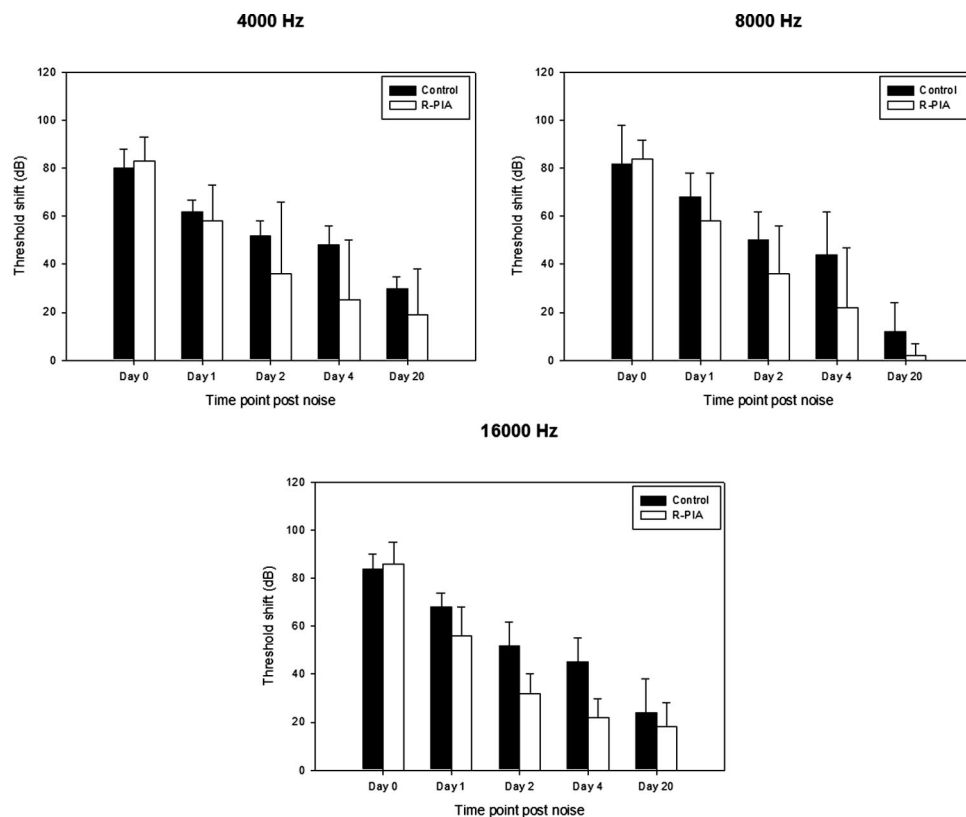 4000 Hz
120
100
80
60
40
20
0
Threshold shift (dB)
Control
R-PIA
Day 0 Day 1 Day 2 Day 4 Day 20
Time point post noise
8000 Hz
120
100
80
60
40
20
0
Threshold shift (dB)
Control
R-PIA
Day 0 Day 1 Day 2 Day 4 Day 20
Time point post noise
16000 Hz
120
100
80
60
40
20
0
Threshold shift (dB)
Control
R-PIA
Day 0 Day 1 Day 2 Day 4 Day 20
Time point post noise